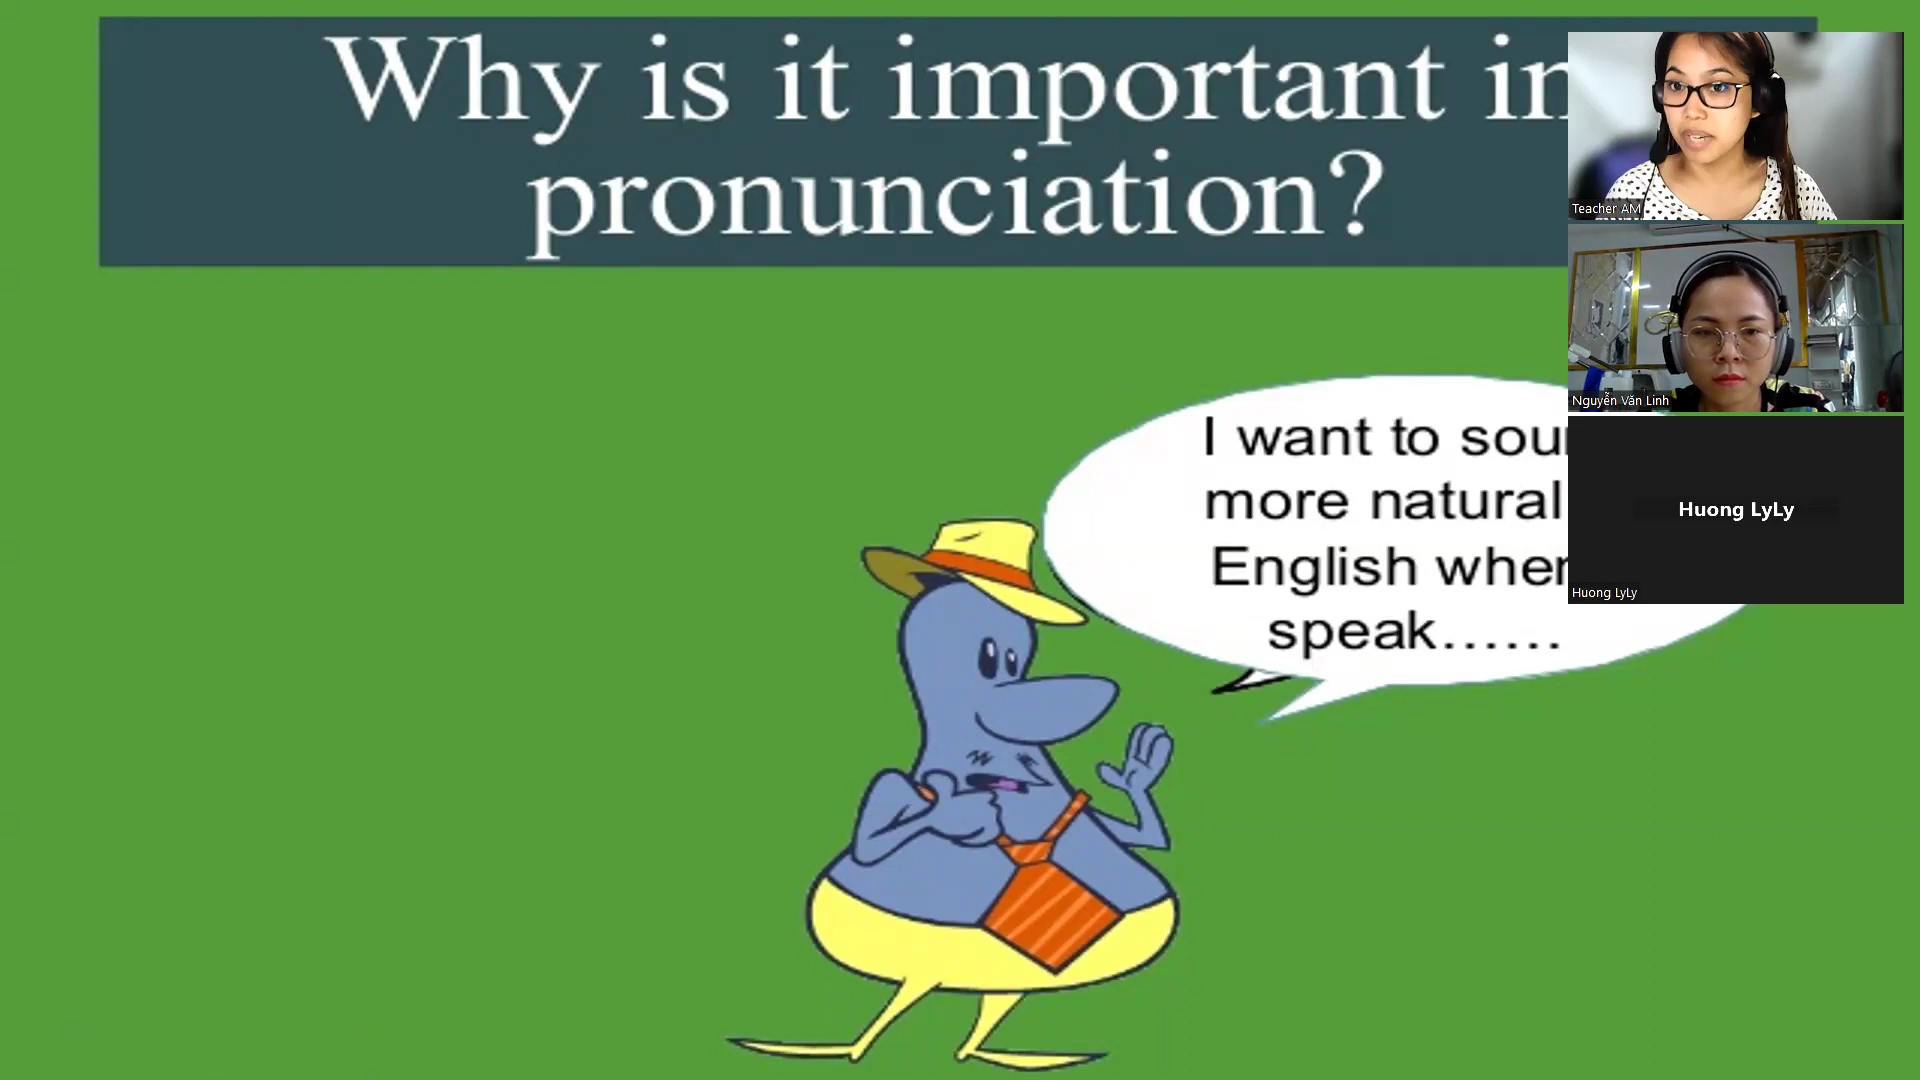 Why is it important in
pronunciation?
I want to sou
more natural
English when
speak......
Teacher AM
Nguyễn Văn Linh
Huong LyLy
Huong LyLy